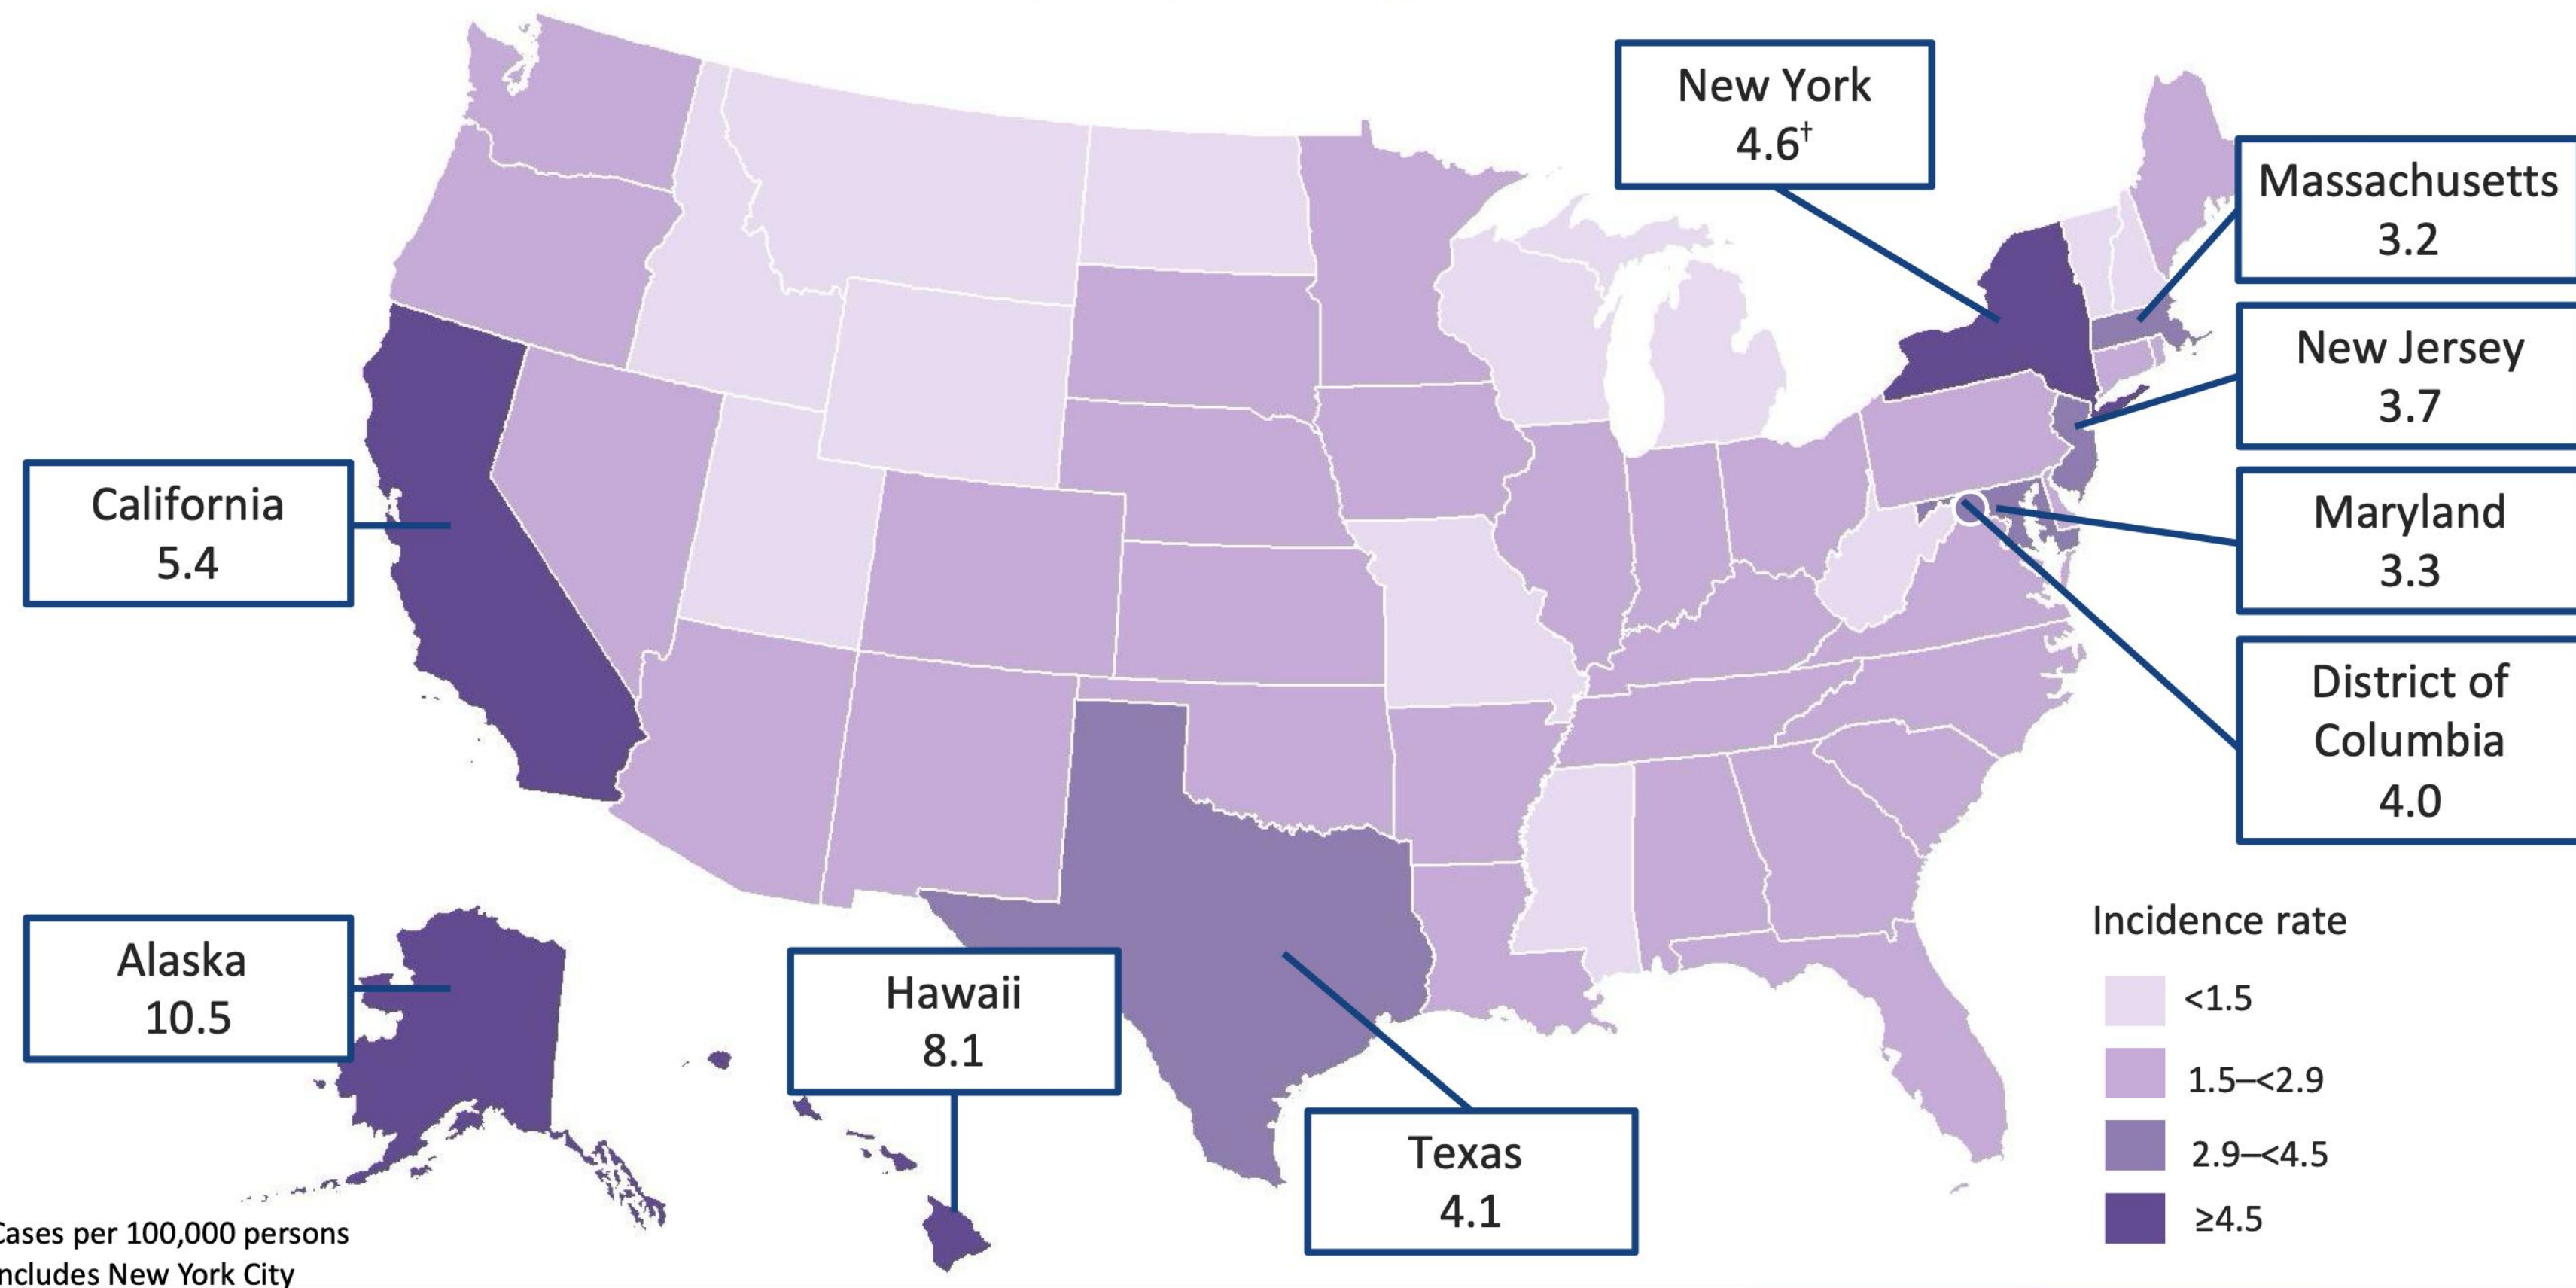 New York
4.6†
Massachusetts
3.2
New Jersey
3.7
California
5.4
Maryland
3.3
District of
Columbia
4.0
Alaska
10.5
Hawaii
8.1
Texas
4.1
Incidence rate
<1.5
1.5–<2.9
2.9–<4.5
≥4.5
Cases per 100,000 persons
ncludes New York City